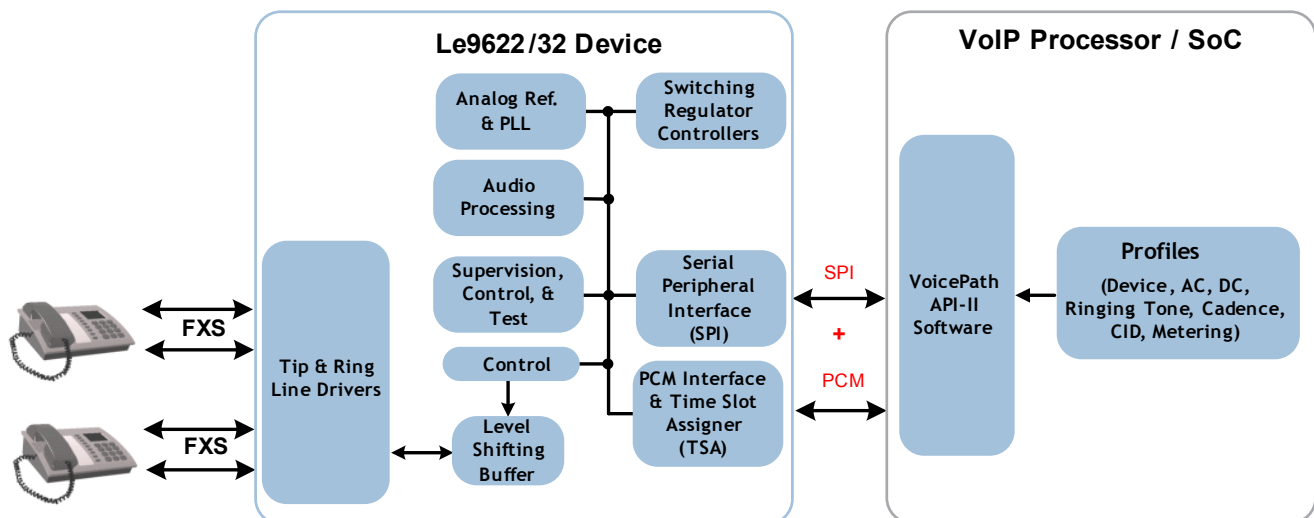 Le9622/32 Device
VoIP Processor / SoC
Analog Ref.
& PLL
Switching
Regulator
Controllers
Audio
Processing
Supervision,
Control, &
Test
Serial
Peripheral
Interface
(SPI)
Control
PCM Interface
& Time Slot
Assigner
(TSA)
Level
Shifting
Buffer
Tip & Ring
Line Drivers
FXS
FXS
SPI
+
PCM
VoicePath
API-II
Software
Profiles
(Device, AC, DC,
Ringing Tone, Cadence,
CID, Metering)